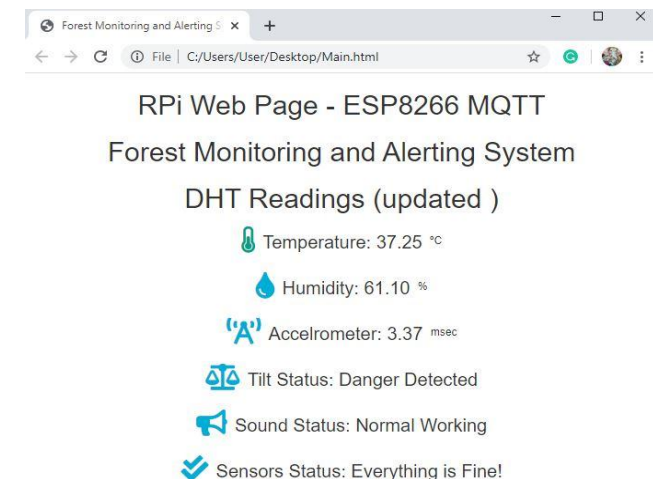 Forest Monitoring and Alerting S
File | C:/Users/User/Desktop/Main.html
RPi Web Page - ESP8266 MQTT
Forest Monitoring and Alerting System
DHT Readings (updated )
Temperature: 37.25 °C
Humidity: 61.10 %
Accelrometer: 3.37 msec
Tilt Status: Danger Detected
Sound Status: Normal Working
Sensors Status: Everything is Fine!